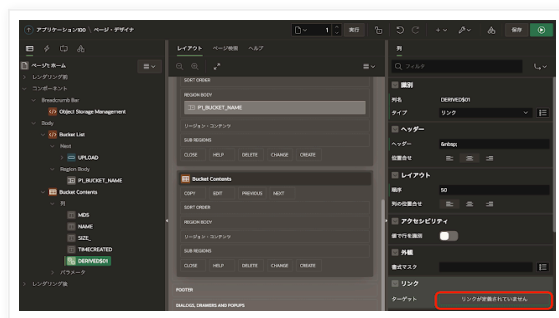 アプリケーション100 \ ページ・デザイナ
1
実行
保存
レイアウト ページ検索 ヘルプ
列
ページ1: ホーム
レンダリング前
コンポーネント
Breadcrumb Bar
Object Storage Management
Body
Bucket List
Next
UPLOAD
Region Body
P1_BUCKET_NAME
Bucket Contents
列
MD5
NAME
SIZE_
TIMECREATED
DERIVED$01
パラメータ
レンダリング後
SORT ORDER
REGION BODY
P1_BUCKET_NAME
リージョン・コンテンツ
SUB REGIONS
CLOSE HELP DELETE CHANGE CREATE
Bucket Contents
COPY EDIT PREVIOUS NEXT
SORT ORDER
REGION BODY
リージョン・コンテンツ
SUB REGIONS
CLOSE HELP DELETE CHANGE CREATE
FOOTER
DIALOGS, DRAWERS AND POPUPS
フィルタ
識別
列名 DERIVED$01
タイプ リンク
ヘッダー
ヘッダー &nbsp;
位置合せ
レイアウト
順序 50
列の位置合せ
アクセシビリティ
値で行を識別
外観
書式マスク
リンク
ターゲット リンクが定義されていません